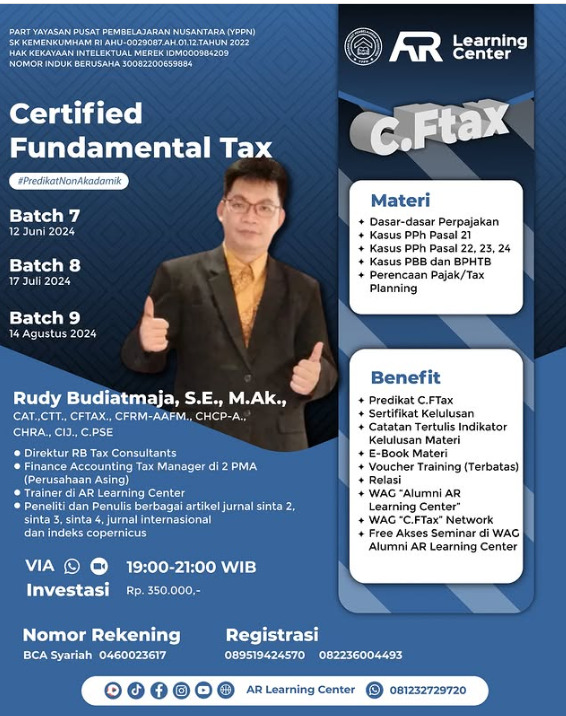 PART YAYASAN PUSAT PEMBELAJARAN NUSANTARA (YPPN)
SK KEMENKUMHAM RI AHU-0029087.AH.01.12.TAHUN 2022
HAK KEKAYAAN INTELEKTUAL MEREK IDM000984209
NOMOR INDUK BERUSAHA 30082200659884
AR Learning
Center
Certified
Fundamental Tax
#PredikatNonAkadamik
Batch 7
12 Juni 2024
Batch 8
17 Juli 2024
Batch 9
14 Agustus 2024
Rudy Budiatmaja, S.E., M.Ak.,
CAT.,CTT., CFTAX., CFRM-AAFM., CHCP-A.,
CHRA., CIJ., C.PSE
Direktur RB Tax Consultants
Finance Accounting Tax Manager di 2 PMA
(Perusahaan Asing)
Trainer di AR Learning Center
Peneliti dan Penulis berbagai artikel jurnal sinta 2,
sinta 3, sinta 4, jurnal internasional
dan indeks copernicus
VIA 19:00-21:00 WIB
Investasi Rp. 350.000,-
C.Ftax
Materi
Dasar-dasar Perpajakan
Kasus PPh Pasal 21
Kasus PPh Pasal 22, 23, 24
Kasus PBB dan BPHTB
Perencaan Pajak/Tax
Planning
Benefit
Predikat C.FTax
Sertifikat Kelulusan
Catatan Tertulis Indikator
Kelulusan Materi
E-Book Materi
Voucher Training (Terbatas)
Relasi
WAG "Alumni AR
Learning Center"
WAG "C.FTax" Network
Free Akses Seminar di WAG
Alumni AR Learning Center
Nomor Rekening
BCA Syariah 0460023617
Registrasi
089519424570 082236004493
AR Learning Center 081232729720